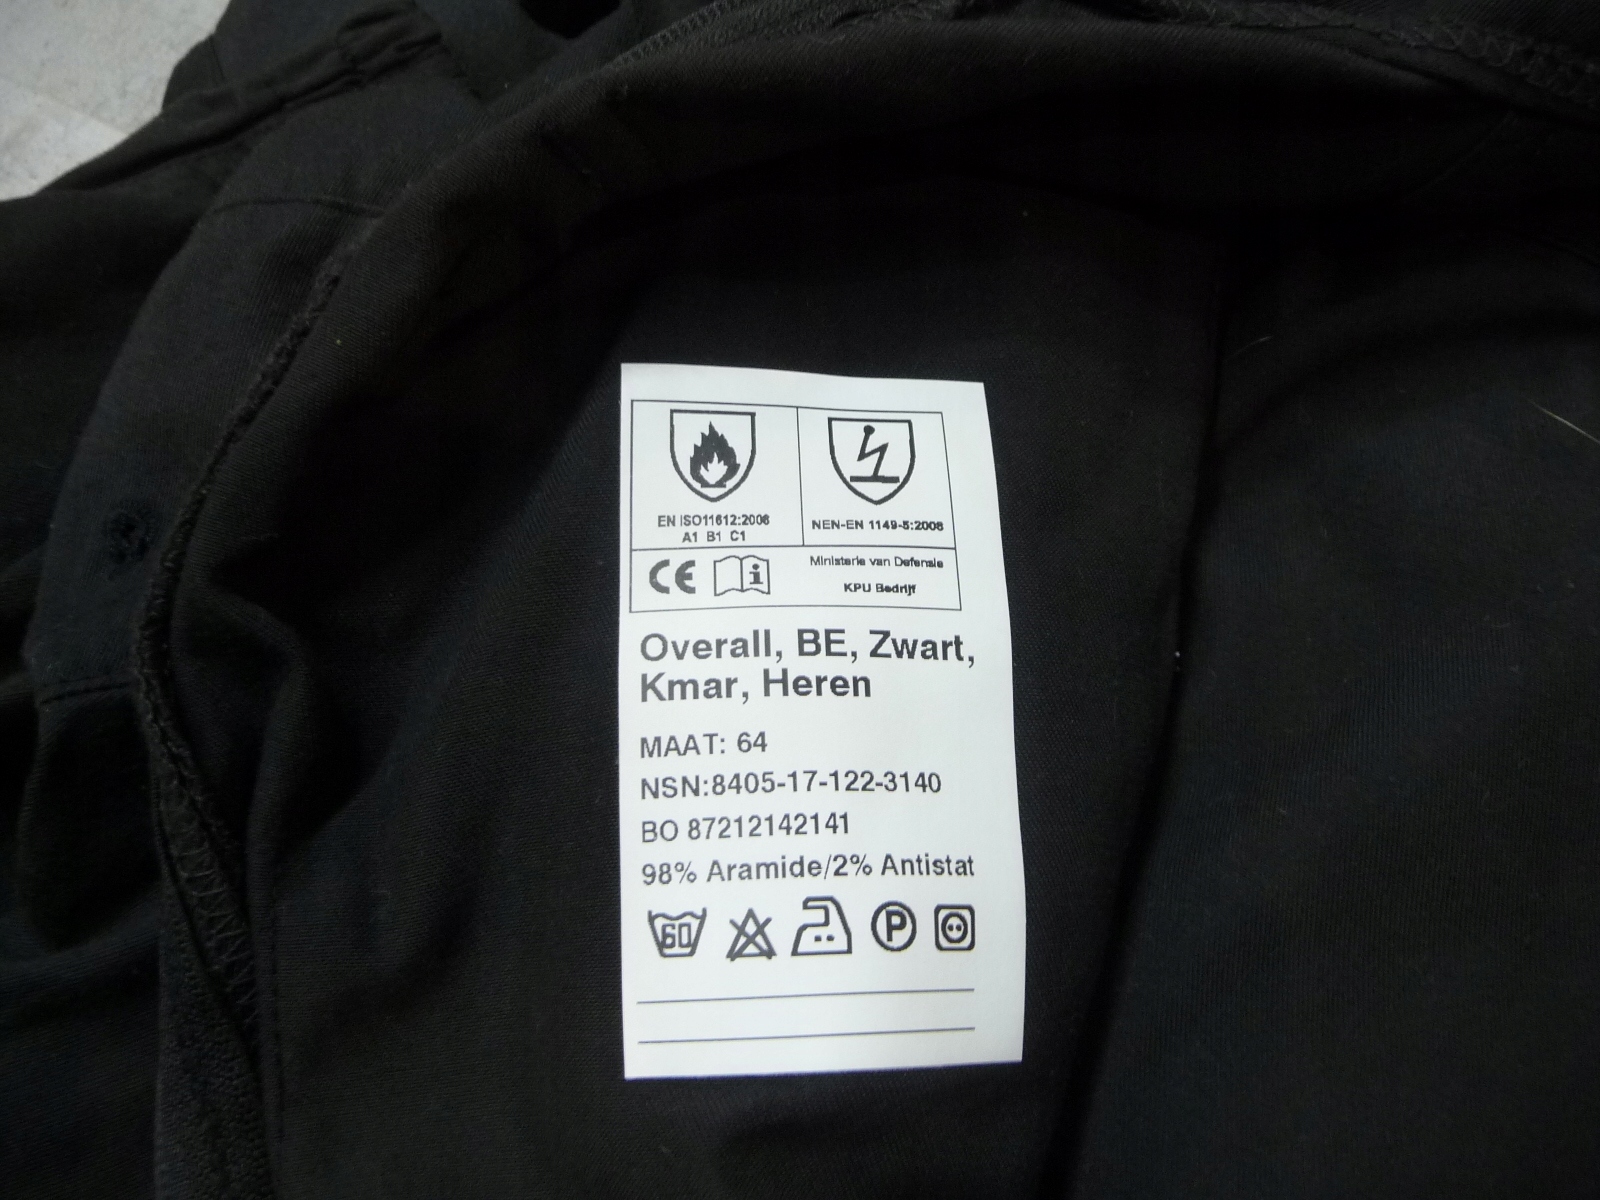 EN ISO11612:2008
A1 B1 C1
NEN-EN 1149-5:2008
CE
i
Ministerie van Defensie
KPU Bedrijf
Overall, BE, Zwart,
Kmar, Heren
MAAT: 64
NSN:8405-17-122-3140
BO 87212142141
98% Aramide/2% Antistat
60
P